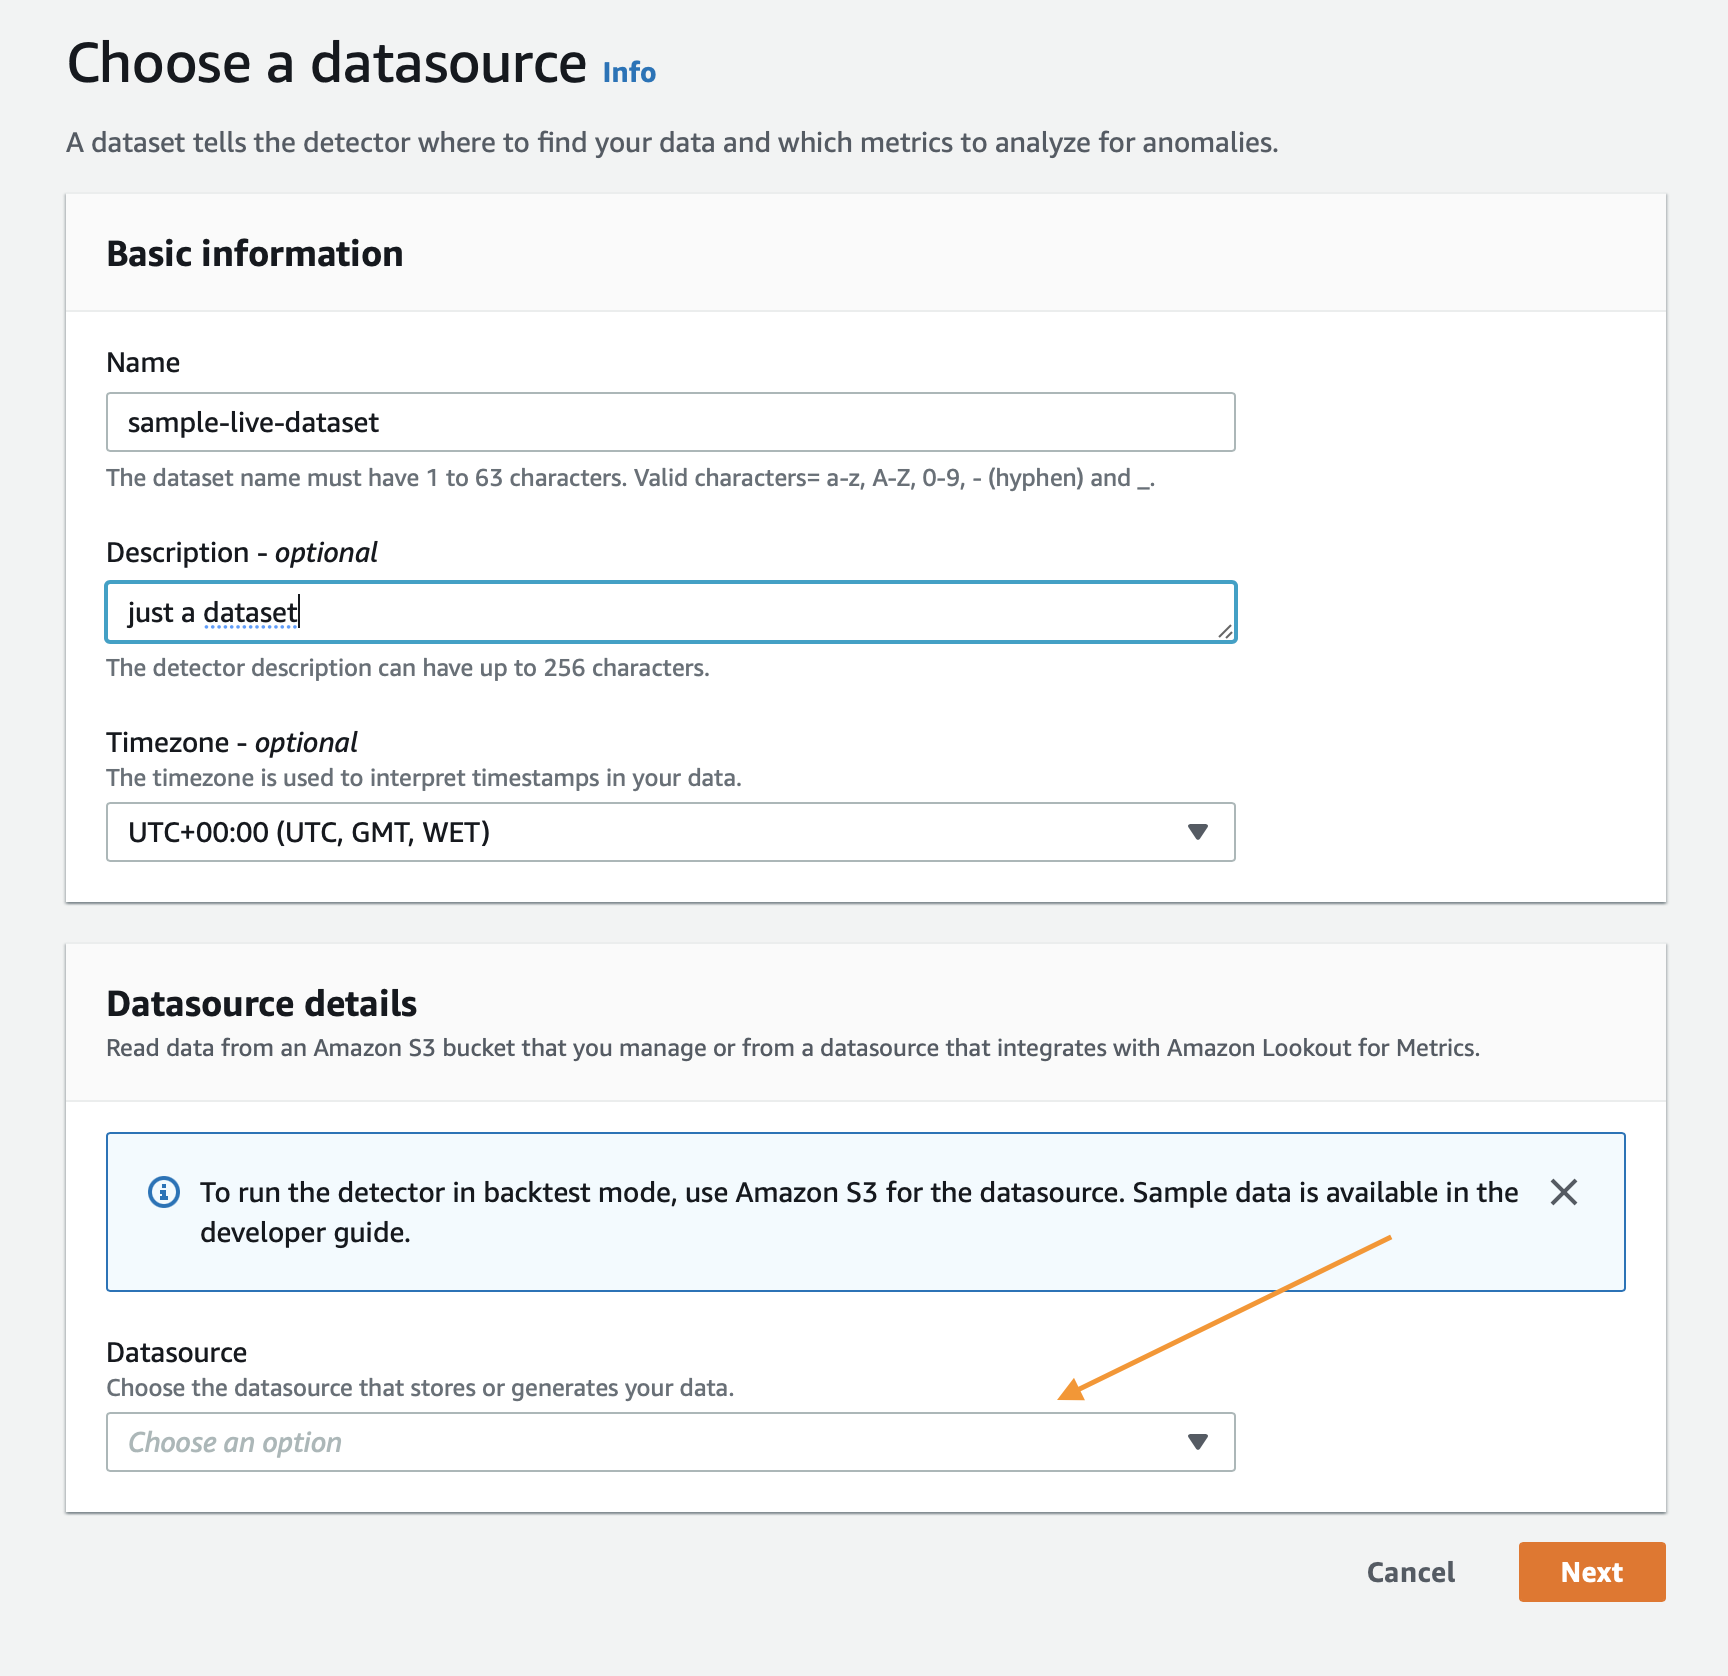 Choose a datasource Info
A dataset tells the detector where to find your data and which metrics to analyze for anomalies.
Basic information
Name
sample-live-dataset
The dataset name must have 1 to 63 characters. Valid characters= a-z, A-Z, 0-9, - (hyphen) and _.
Description - optional
just a dataset
The detector description can have up to 256 characters.
Timezone - optional
The timezone is used to interpret timestamps in your data.
UTC+00:00 (UTC, GMT, WET)
Datasource details
Read data from an Amazon S3 bucket that you manage or from a datasource that integrates with Amazon Lookout for Metrics.
To run the detector in backtest mode, use Amazon S3 for the datasource. Sample data is available in the
developer guide.
Datasource
Choose the datasource that stores or generates your data.
Choose an option
Cancel Next